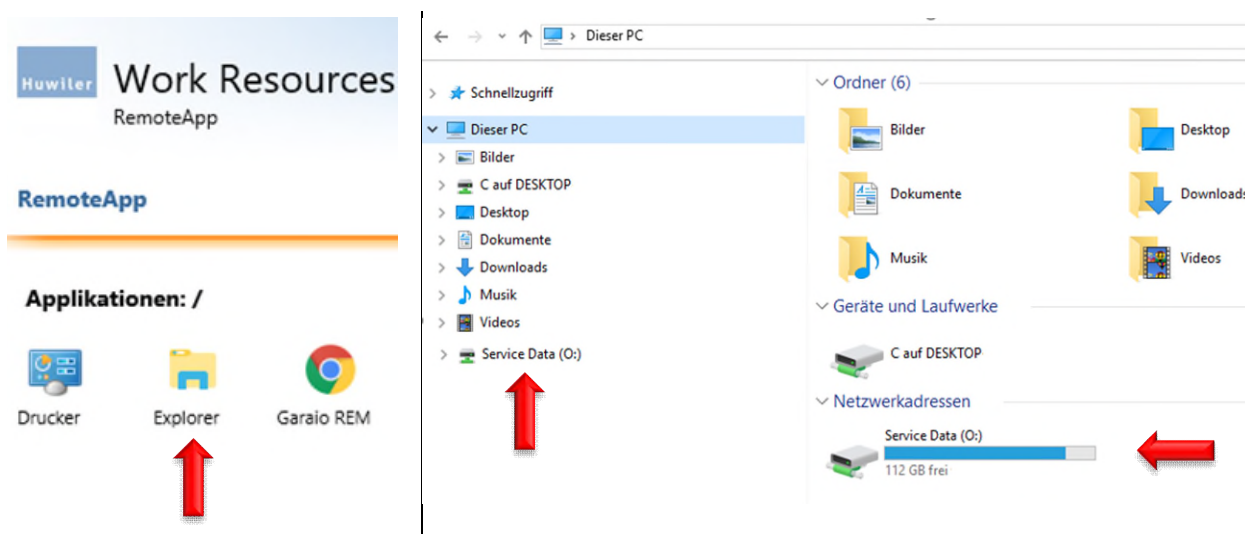 Huwiler
Work Resources
RemoteApp
RemoteApp
Applikationen: /
Drucker
Explorer
Garaio REM
Dieser PC
Schnellzugriff
Dieser PC
Bilder
C auf DESKTOP
Desktop
Dokumente
Downloads
Musik
Videos
Service Data (O:)
Ordner (6)
Bilder
Desktop
Dokumente
Downloads
Musik
Videos
Geräte und Laufwerke
C auf DESKTOP
Netzwerkadressen
Service Data (O:)
112 GB frei